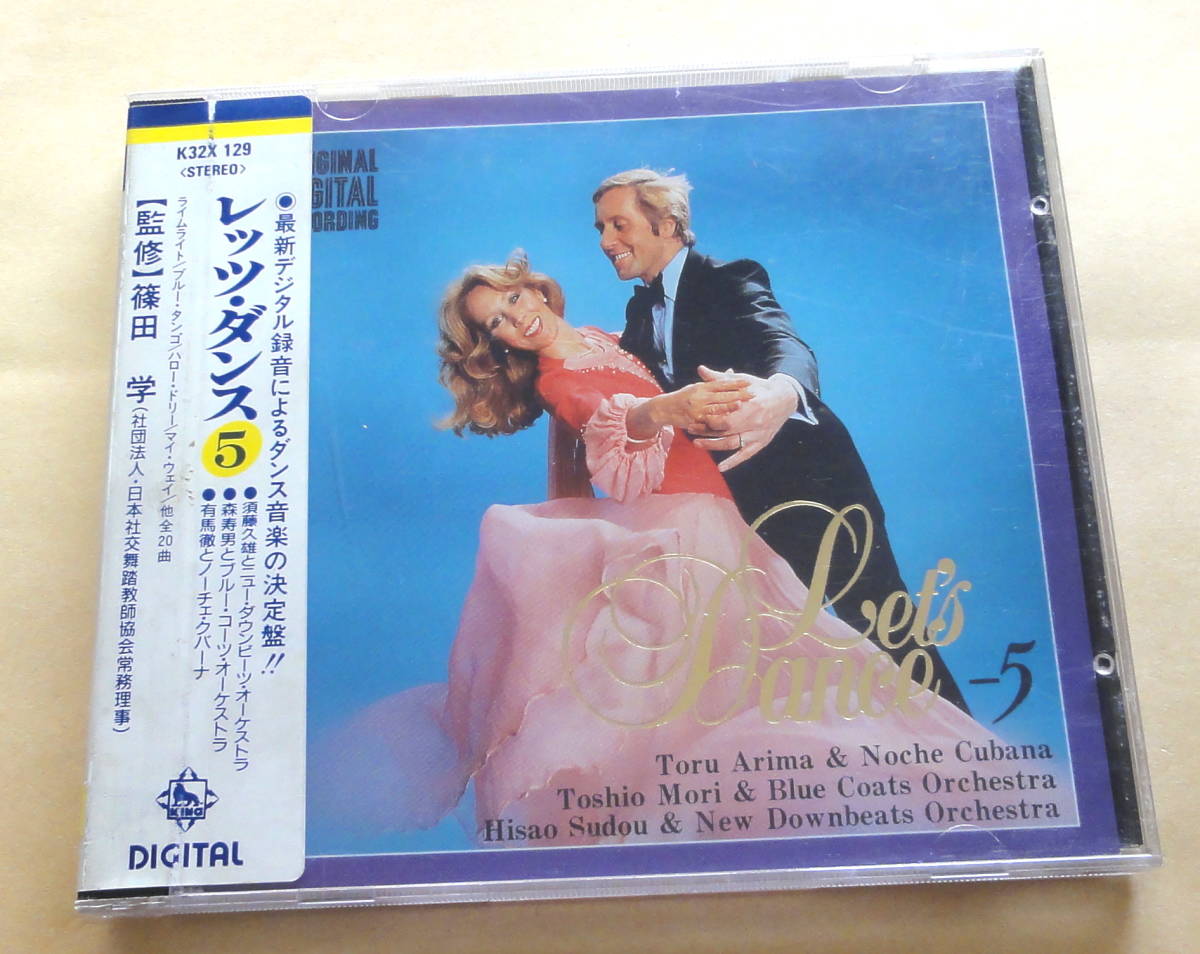 K32X 129
<STEREO>
●最新デジタル録音によるダンス音楽の決定盤!!
レッツ・ダンス5
●須藤久雄とニュー・ダウンビーツ・オーケストラ
●森寿男とブルー・コーツ・オーケストラ
●有馬徹とノーチェ・クバーナ
ライムライト/ブルー・タンゴ/ハロー・ドリー/マイ・ウェイ/他全20曲
【監修】篠田 学(社団法人・日本社交舞踏教師協会常務理事)
KING
DIGITAL
IGINAL
IGITAL
ORDING
Let's
Dance -5
Toru Arima & Noche Cubana
Toshio Mori & Blue Coats Orchestra
Hisao Sudou & New Downbeats Orchestra